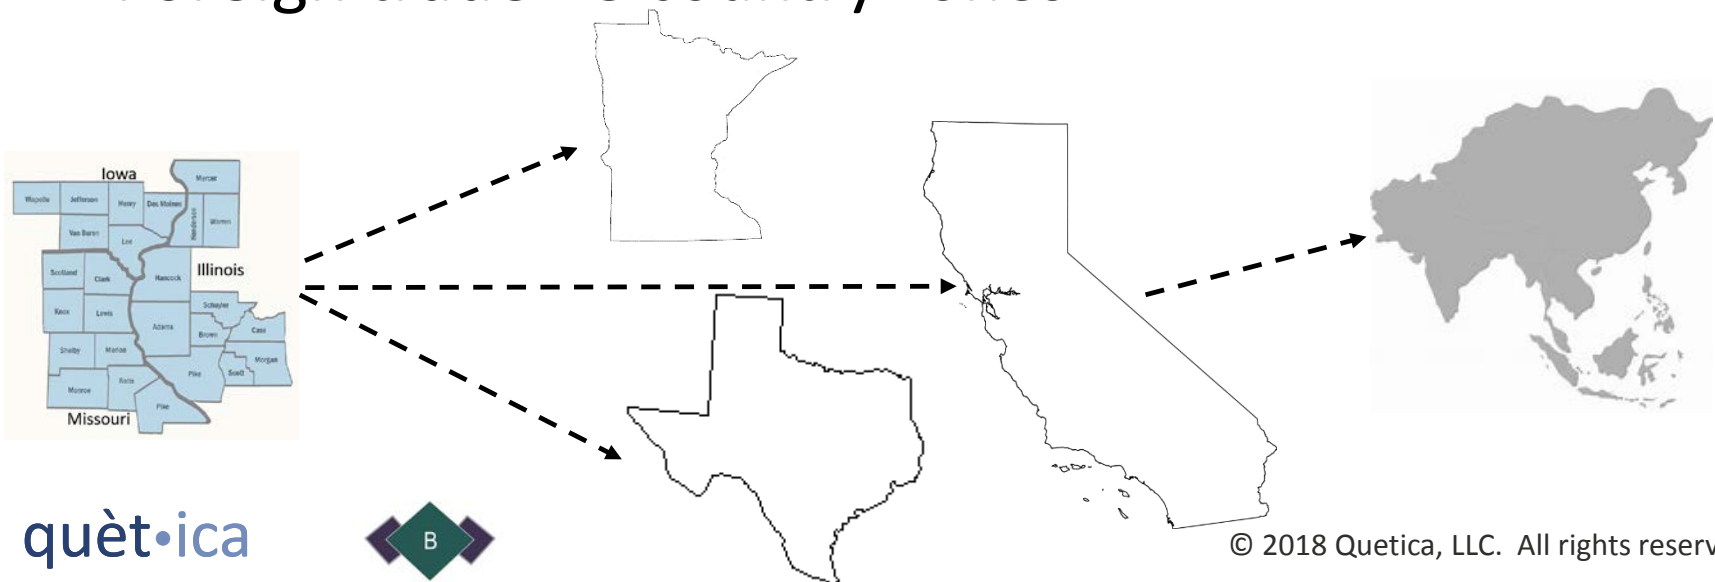 Iowa
Mercer
Wapello
Jefferson
Henry
Des Moines
Henderson
Warren
Van Buren
Lee
Scotland
Clark
Hancock
Illinois
Knox
Lewis
Adams
Schuyler
Brown
Cass
Shelby
Marion
Pike
Scott
Morgan
Monroe
Ralls
Pike
Missouri
quèt•ica
B
© 2018 Quetica, LLC. All rights reserv